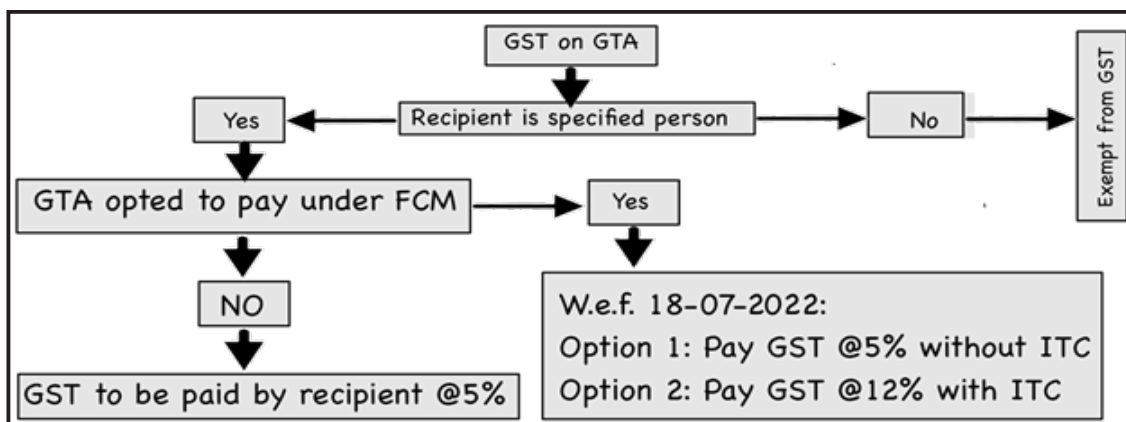 GST on GTA
Yes
Recipient is specified person
No
Exempt from GST
GTA opted to pay under FCM
Yes
NO
W.e.f. 18-07-2022:
Option 1: Pay GST @5% without ITC
Option 2: Pay GST @12% with ITC
GST to be paid by recipient @5%